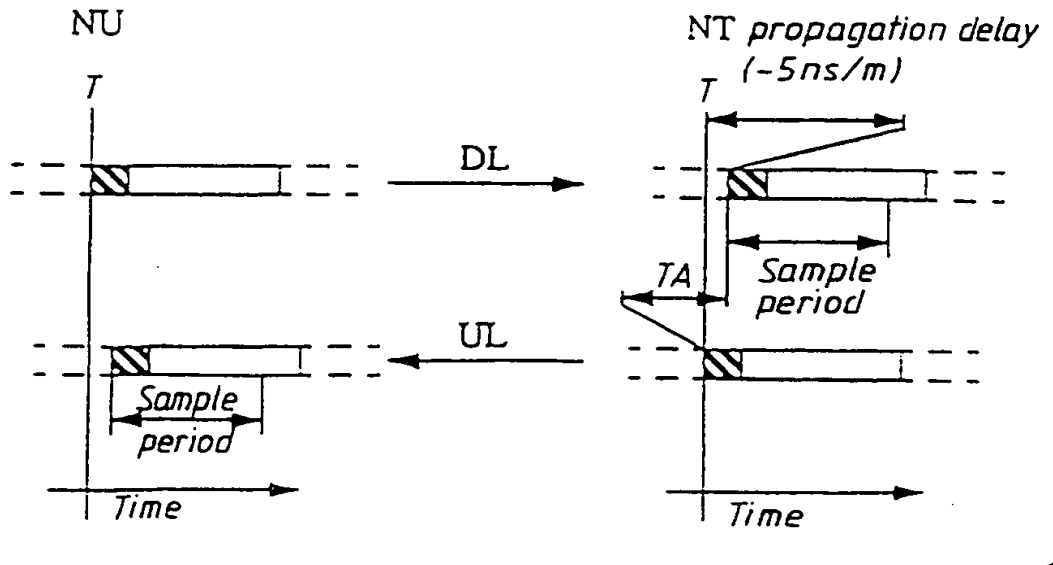 NU
NT propagation delay
(~5ns/m)
T
T
DL
TA
Sample
period
UL
Sample
period
Time
Time